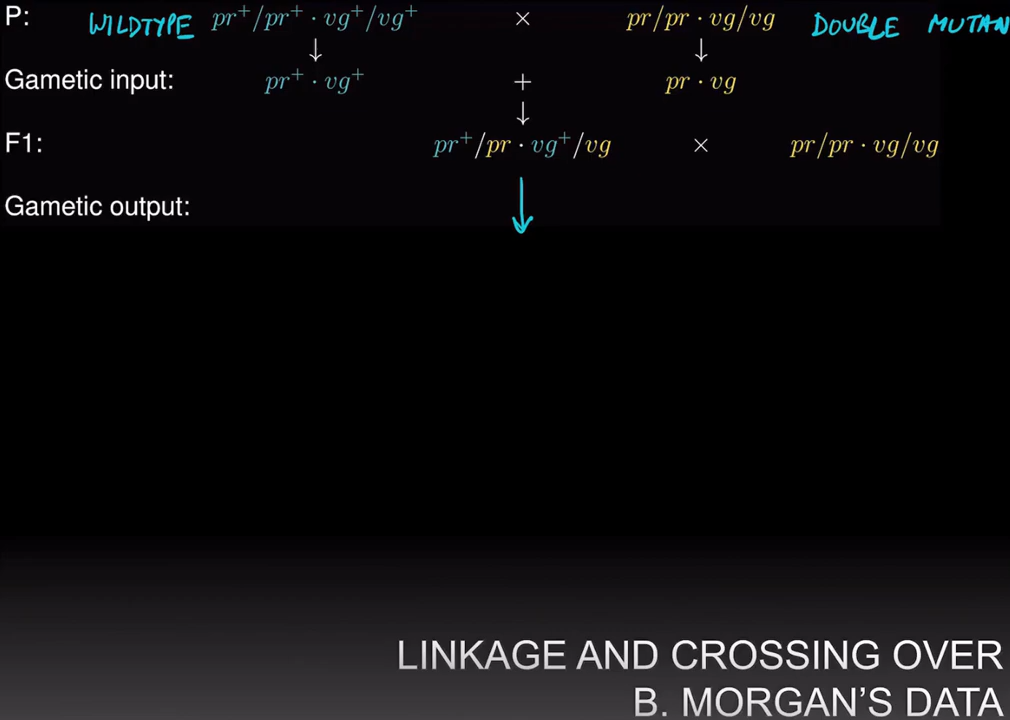 P: WILDTYPE pr⁺/pr⁺ · vg⁺/vg⁺ × pr/pr · vg/vg DOUBLE MUTAN
↓ ↓
Gametic input: pr⁺ · vg⁺ + pr · vg
↓
F1: pr⁺/pr · vg⁺/vg × pr/pr · vg/vg
Gametic output: ↓
LINKAGE AND CROSSING OVER
B. MORGAN’S DATA